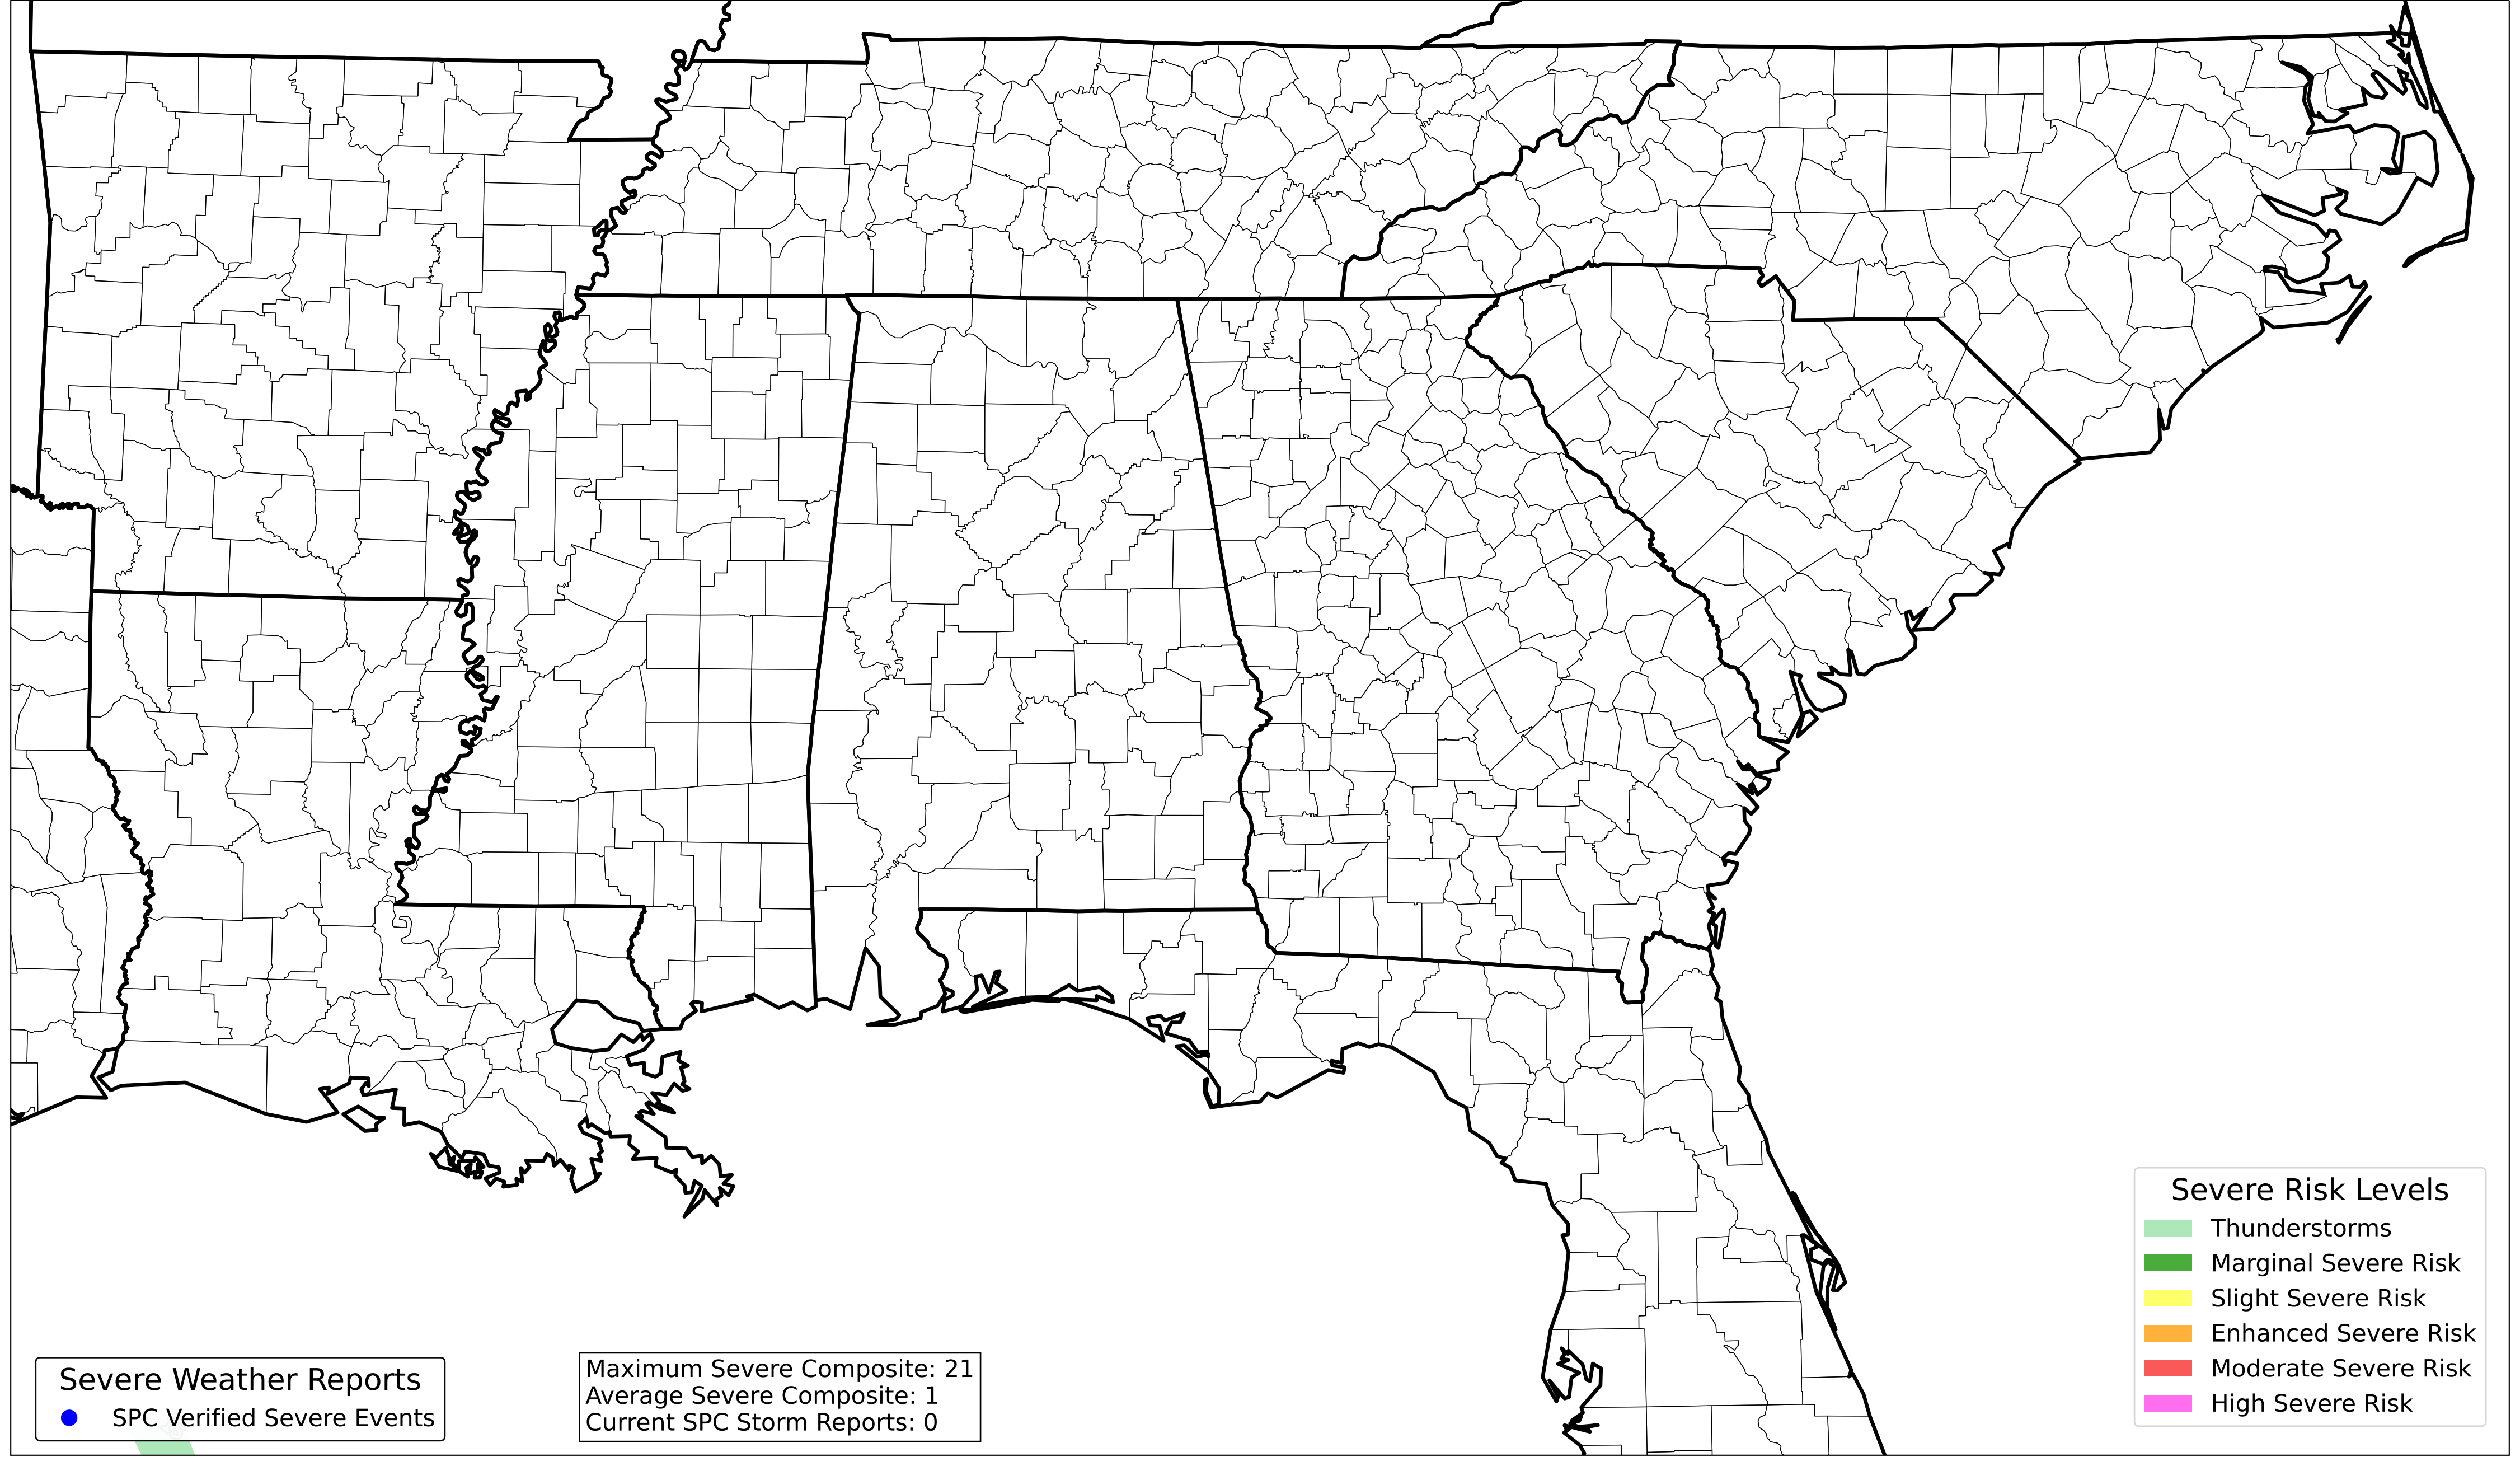 Severe Weather Reports
SPC Verified Severe Events
Maximum Severe Composite: 21
Average Severe Composite: 1
Current SPC Storm Reports: 0
Severe Risk Levels
Thunderstorms
Marginal Severe Risk
Slight Severe Risk
Enhanced Severe Risk
Moderate Severe Risk
High Severe Risk